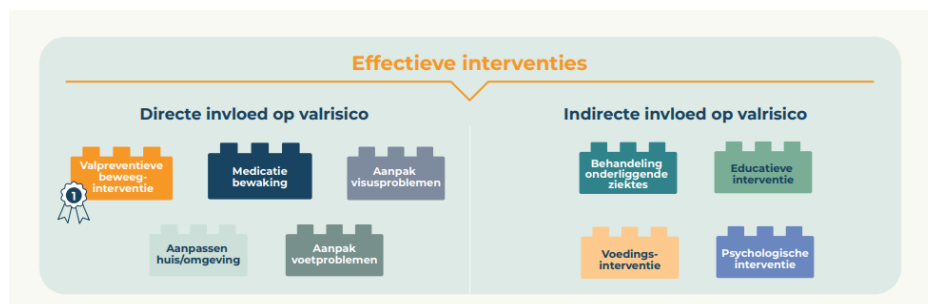 Effectieve interventies
Directe invloed op valrisico
Valpreventieve
beweeg-
interventie
1
Medicatie
bewaking
Aanpak
visusproblemen
Aanpassen
huis/omgeving
Aanpak
voetproblemen
Indirecte invloed op valrisico
Behandeling
onderliggende
ziektes
Educatieve
interventie
Voedings-
interventie
Psychologische
interventie